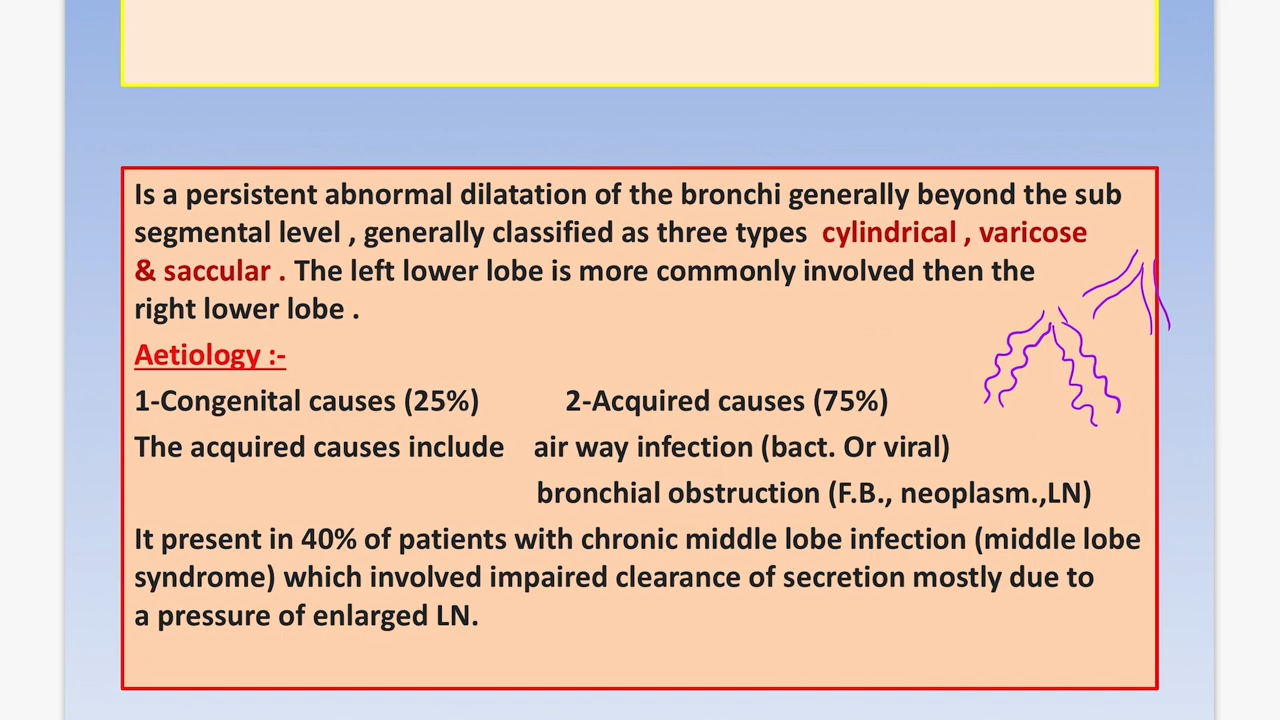 Is a persistent abnormal dilatation of the bronchi generally beyond the sub
segmental level , generally classified as three types cylindrical , varicose
& saccular . The left lower lobe is more commonly involved then the
right lower lobe .
Aetiology :-
1-Congenital causes (25%) 2-Acquired causes (75%)
The acquired causes include air way infection (bact. Or viral)
bronchial obstruction (F.B., neoplasm.,LN)
It present in 40% of patients with chronic middle lobe infection (middle lobe
syndrome) which involved impaired clearance of secretion mostly due to
a pressure of enlarged LN.